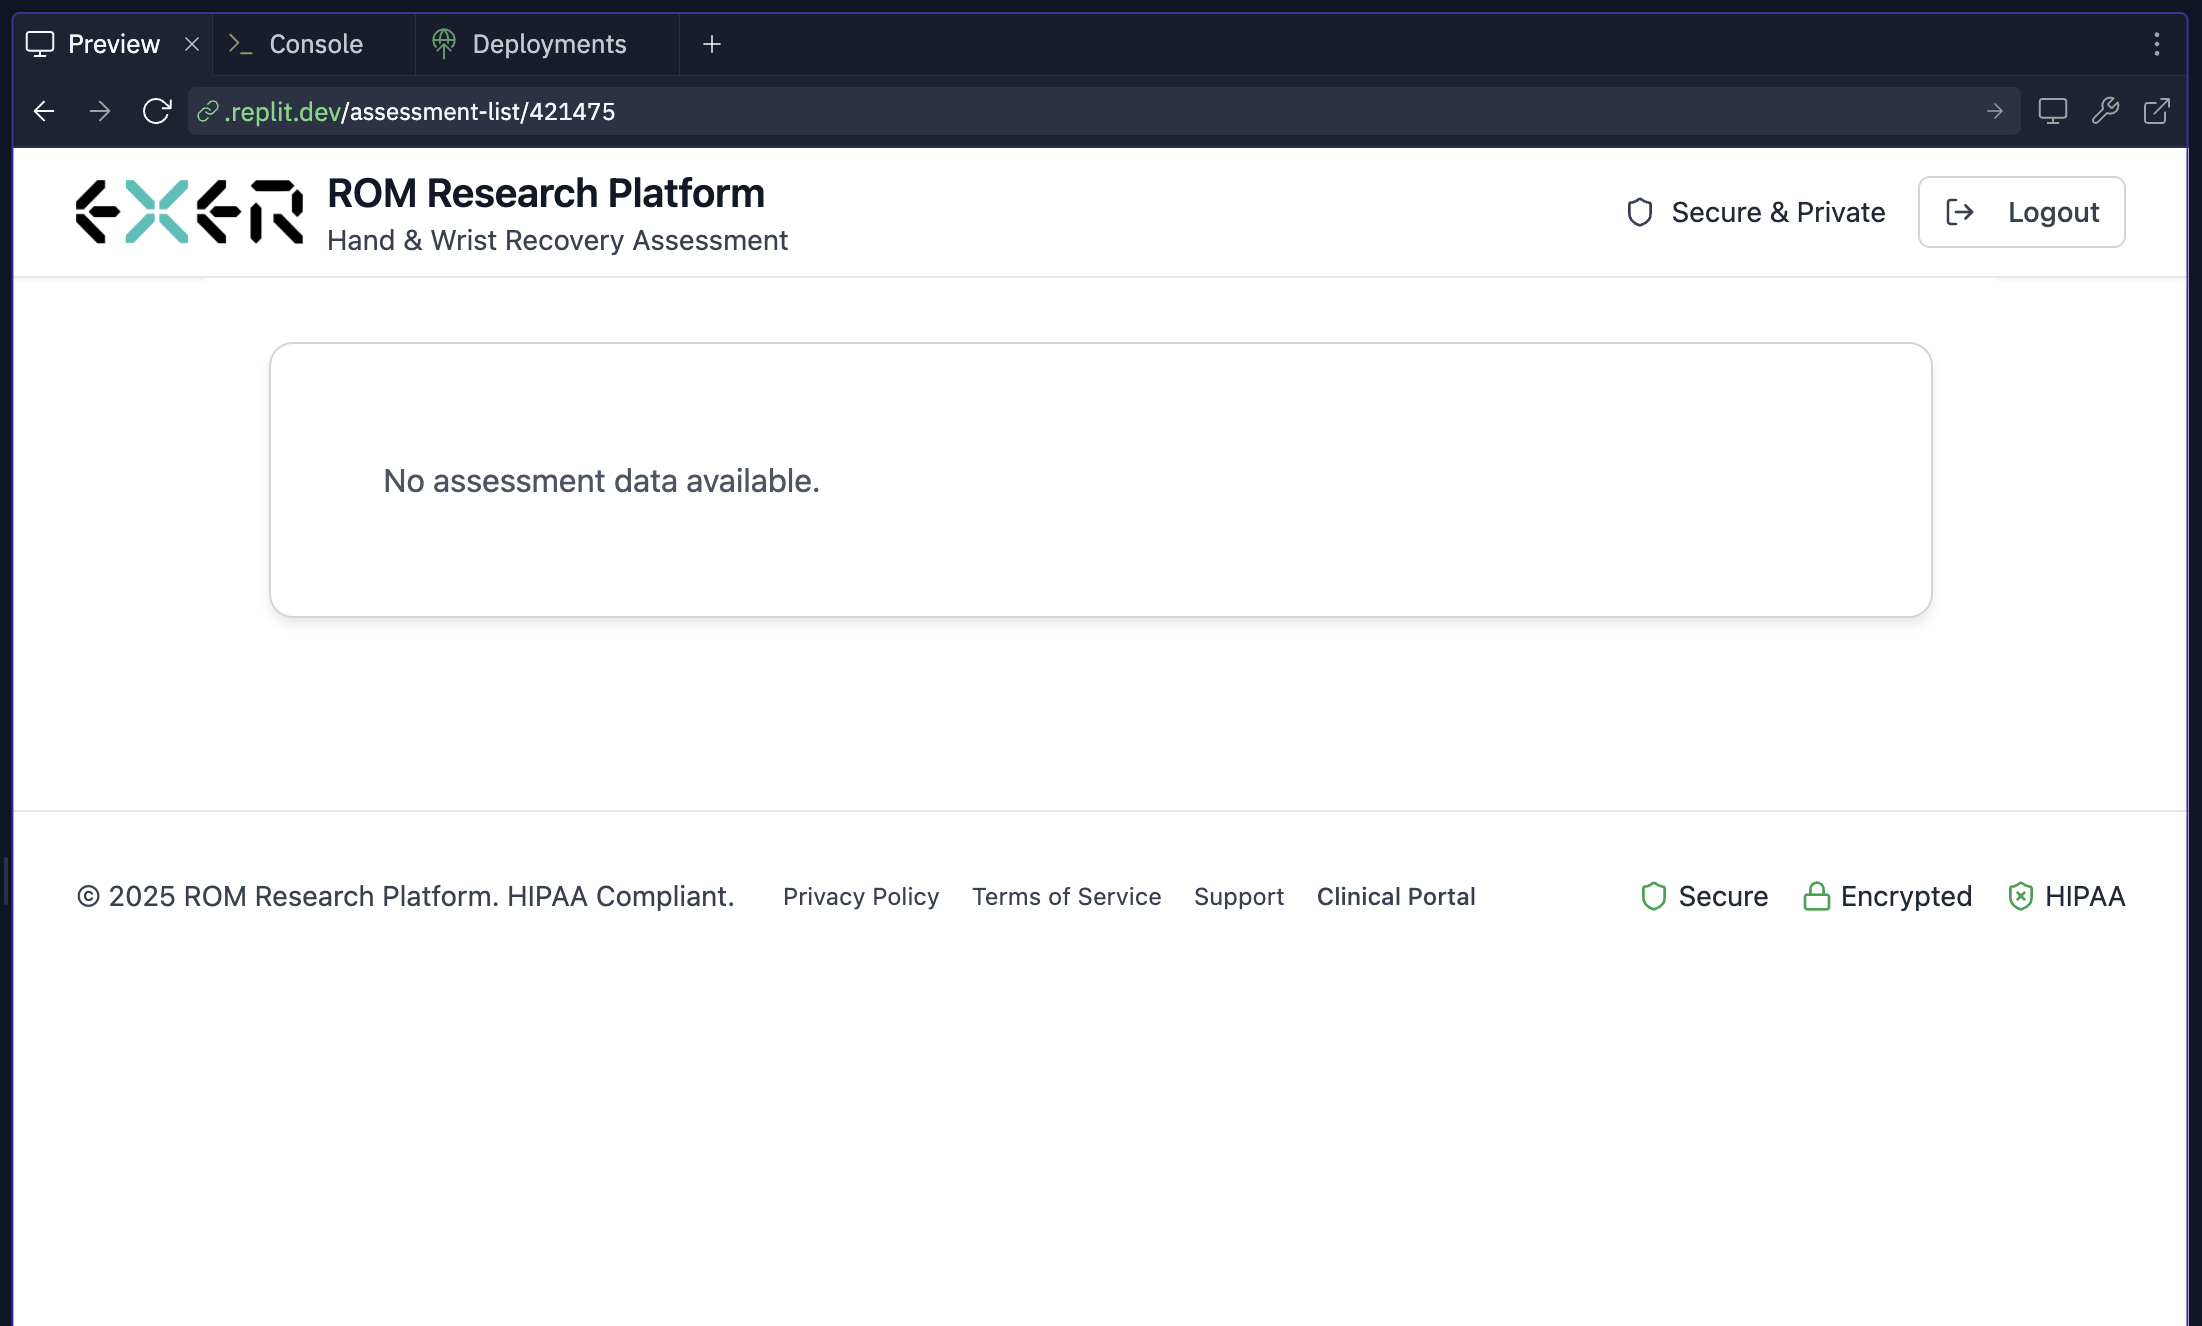 Preview
Console
Deployments
.replit.dev/assessment-list/421475
EXER
ROM Research Platform
Hand & Wrist Recovery Assessment
Secure & Private
Logout
No assessment data available.
© 2025 ROM Research Platform. HIPAA Compliant.
Privacy Policy
Terms of Service
Support
Clinical Portal
Secure
Encrypted
HIPAA